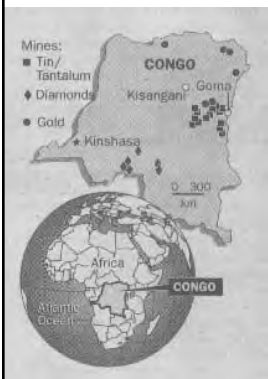 Mines:
Tin/
Tantalum
Diamonds
Gold
CONGO
Goma
Kisangani
Kinshasa
0 300
km
Africa
CONGO
Atlantic
Ocean